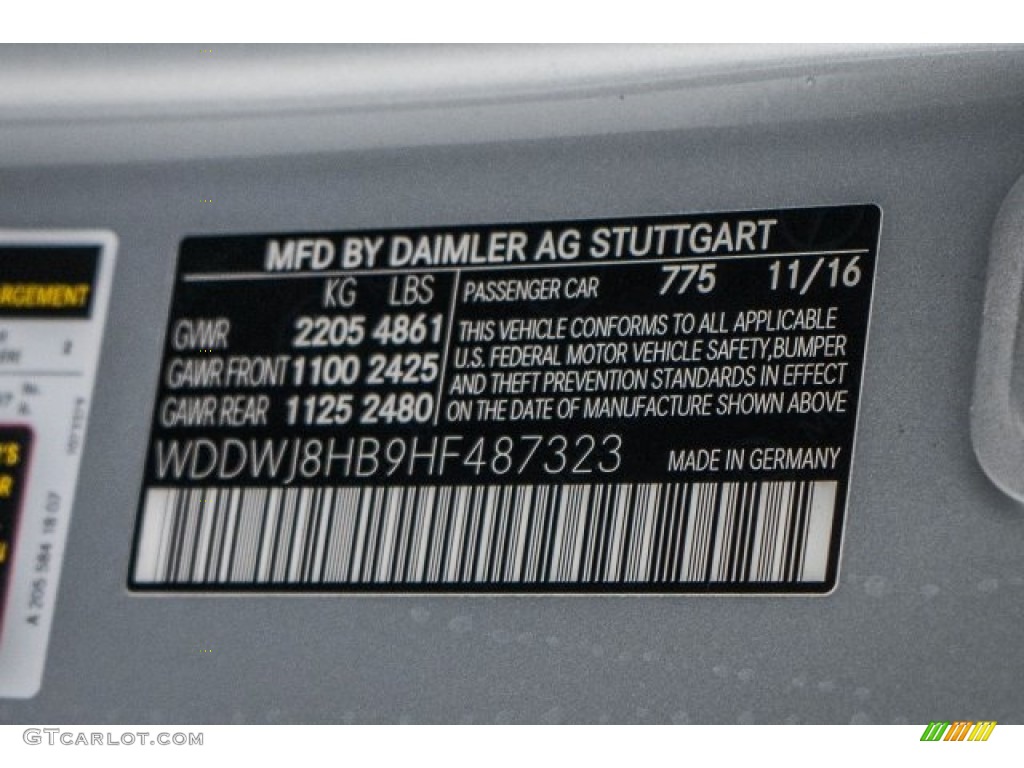 MFD BY DAIMLER AG STUTTGART
KG LBS
GVWR 2205 4861
GAWR FRONT 1100 2425
GAWR REAR 1125 2480
PASSENGER CAR 775 11/16
THIS VEHICLE CONFORMS TO ALL APPLICABLE
U.S. FEDERAL MOTOR VEHICLE SAFETY,BUMPER
AND THEFT PREVENTION STANDARDS IN EFFECT
ON THE DATE OF MANUFACTURE SHOWN ABOVE
WDDWJ8HB9HF487323 MADE IN GERMANY
2
A 205 584 18 07
GTcarlot.com